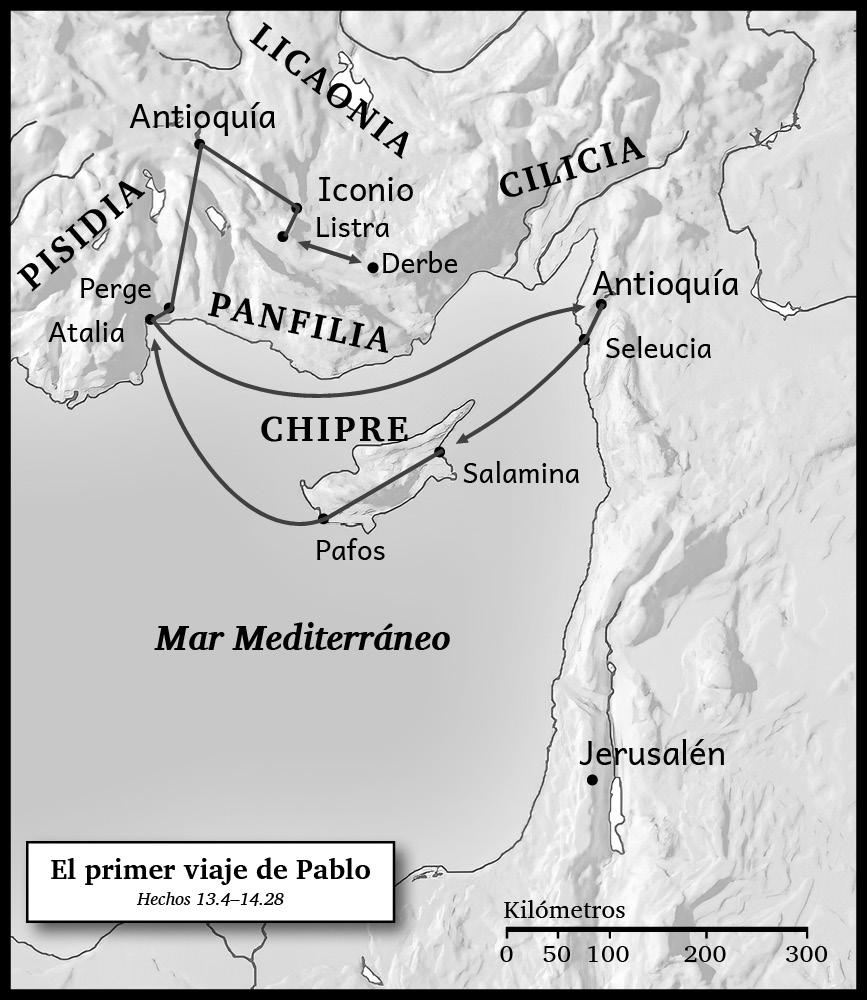 LICAONIA
Antioquía
CILICIA
PISIDIA
Iconio
Listra
Derbe
Perge
PANFILIA
Antioquía
Atalia
Seleucia
CHIPRE
Salamina
Pafos
Mar Mediterráneo
Jerusalén
El primer viaje de Pablo
Hechos 13.4–14.28
Kilómetros
0 50 100 200 300